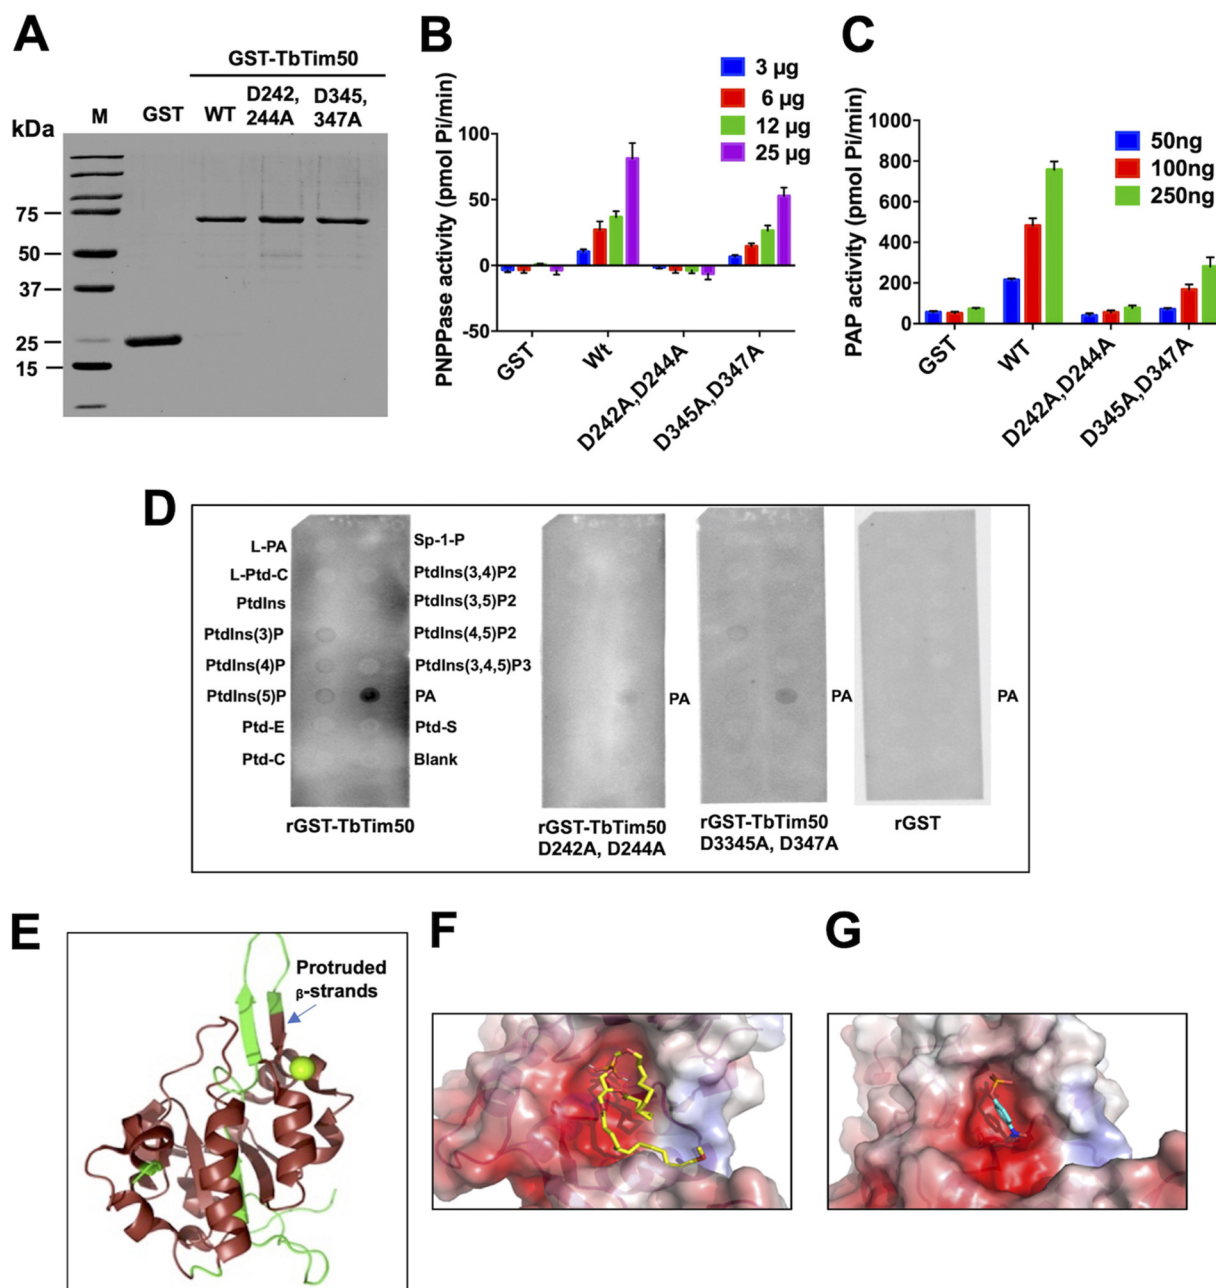 A
GST-TbTim50
kDa
M
GST
WT
D242,
244A
D345,
347A
75
50
37
25
15
B
PNPPase activity (pmol Pi/min)
100
50
0
-50
3 µg
6 µg
12 µg
25 µg
GST
Wt
D242A,D244A
D345A,D347A
C
PAP activity (pmol Pi/min)
1000
800
600
400
200
0
50ng
100ng
250ng
GST
WT
D242A,D244A
D345A,D347A
D
L-PA
L-Ptd-C
PtdIns
PtdIns(3)P
PtdIns(4)P
PtdIns(5)P
Ptd-E
Ptd-C
Sp-1-P
PtdIns(3,4)P2
PtdIns(3,5)P2
PtdIns(4,5)P2
PtdIns(3,4,5)P3
PA
Ptd-S
Blank
rGST-TbTim50
PA
rGST-TbTim50
D242A, D244A
PA
rGST-TbTim50
D3345A, D347A
PA
rGST
E
Protruded
β-strands
F
G